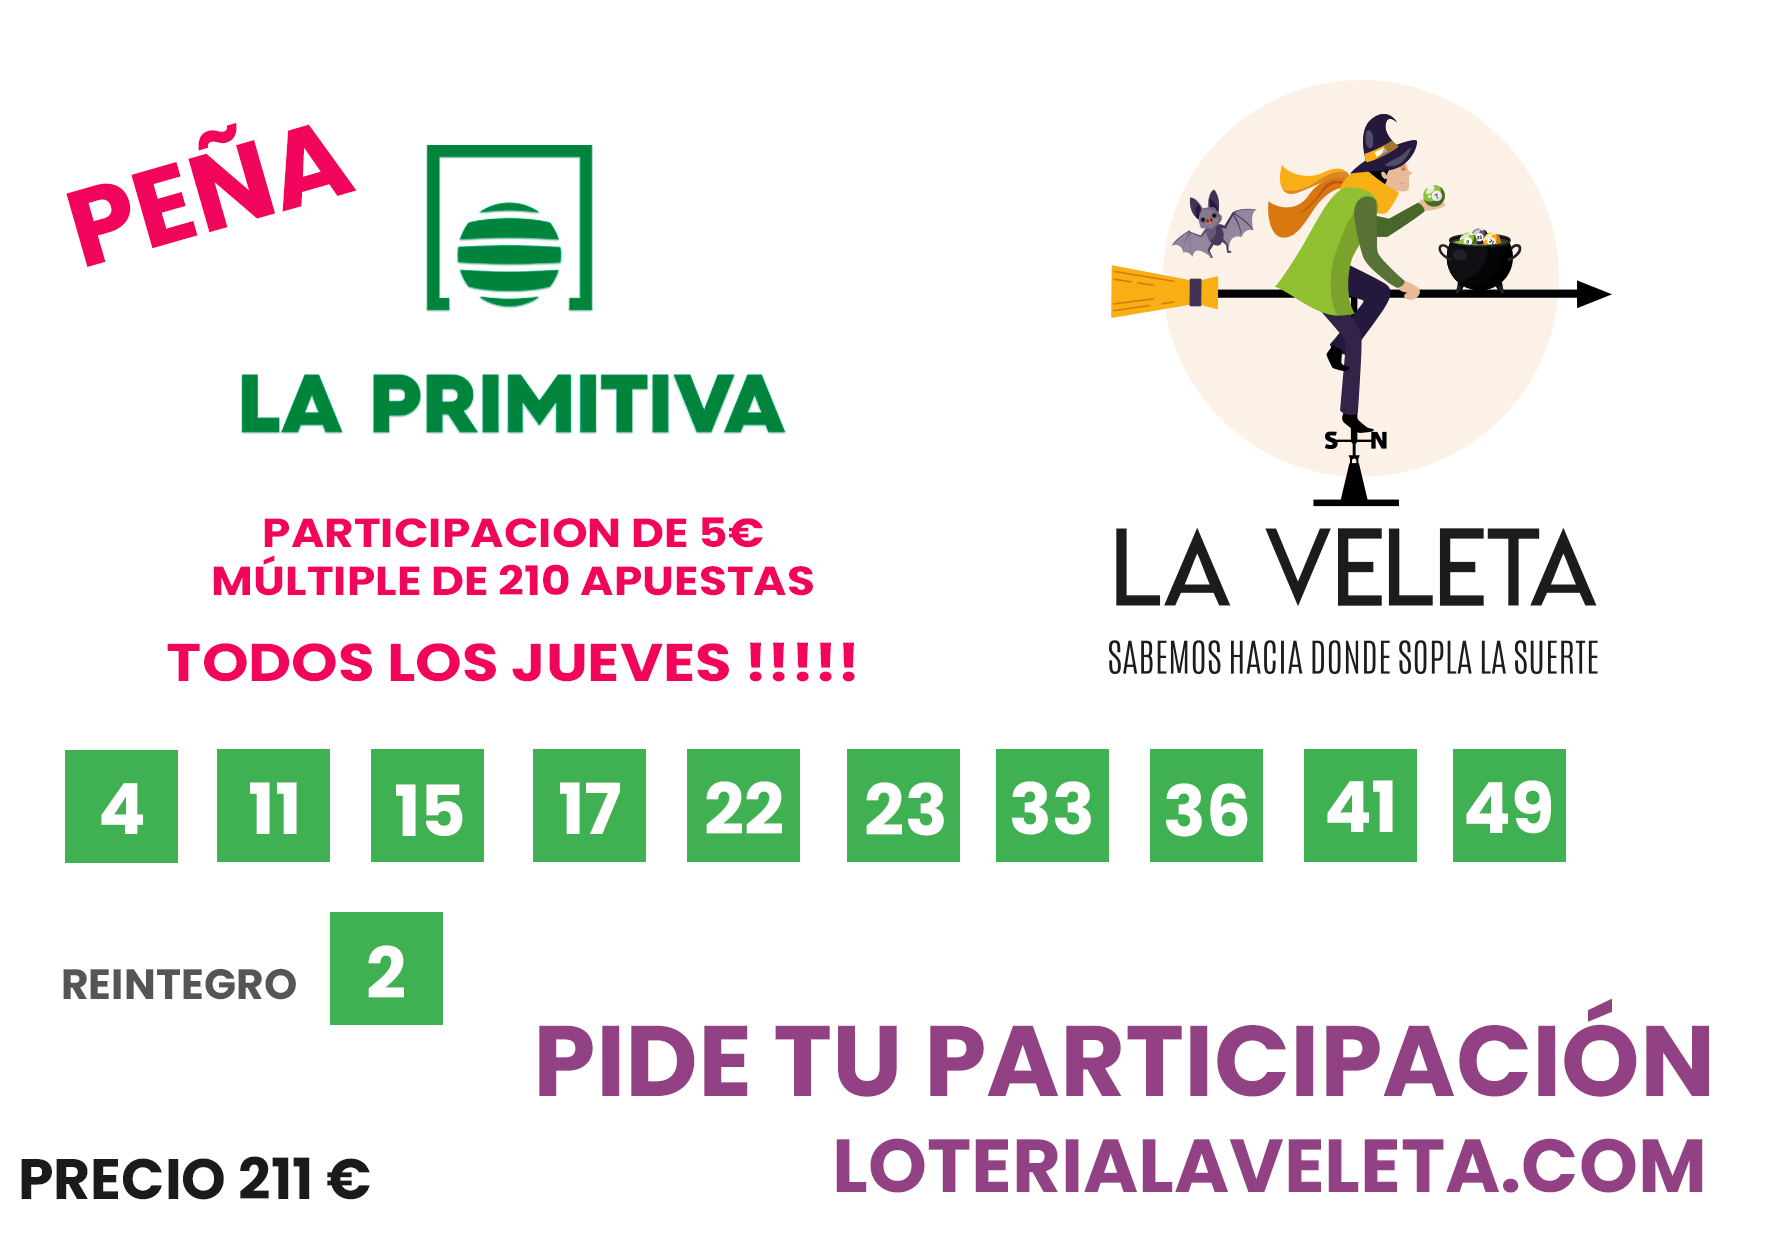 PEÑA
LA PRIMITIVA
PARTICIPACION DE 5€
MÚLTIPLE DE 210 APUESTAS
TODOS LOS JUEVES !!!!!
S N
LA VELETA
SABEMOS HACIA DONDE SOPLA LA SUERTE
4 11 15 17 22 23 33 36 41 49
REINTEGRO 2
PIDE TU PARTICIPACIÓN
LOTERIALAVELETA.COM
PRECIO 211 €